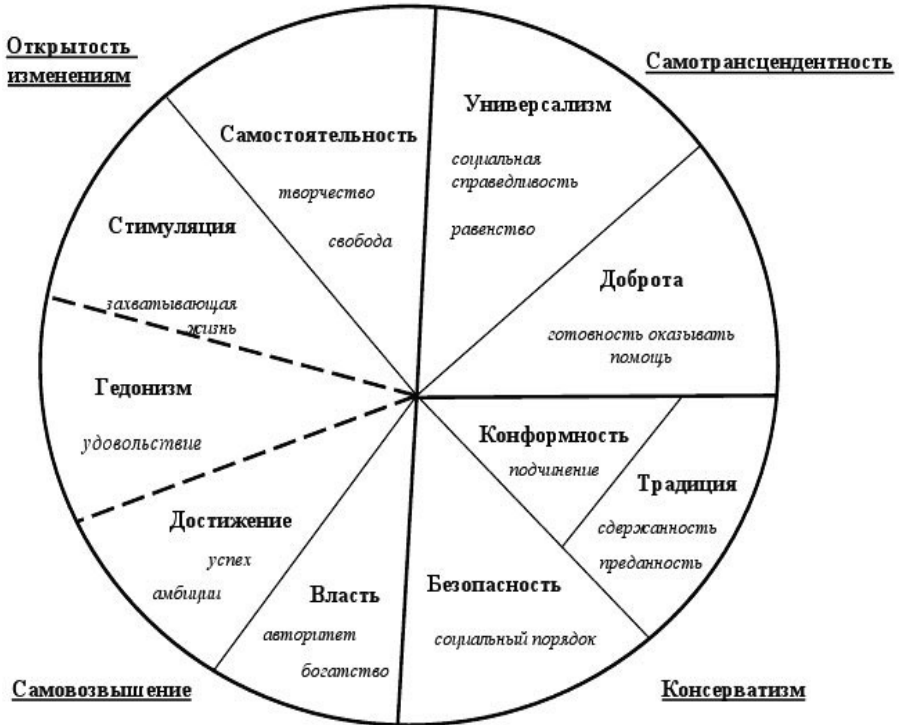 Открытость
изменениям
Самотрансцендентность
Универсализм
Самостоятельность
социальная
справедливость
творчество
свобода
равенство
Стимуляция
захватывающая
жизнь
Доброта
готовность оказывать
помощь
Гедонизм
удовольствие
Конформность
подчинение
Традиция
сдержанность
преданность
Достижение
успех
амбиции
Власть
авторитет
богатство
Безопасность
социальный порядок
Самовозвышение
Консерватизм